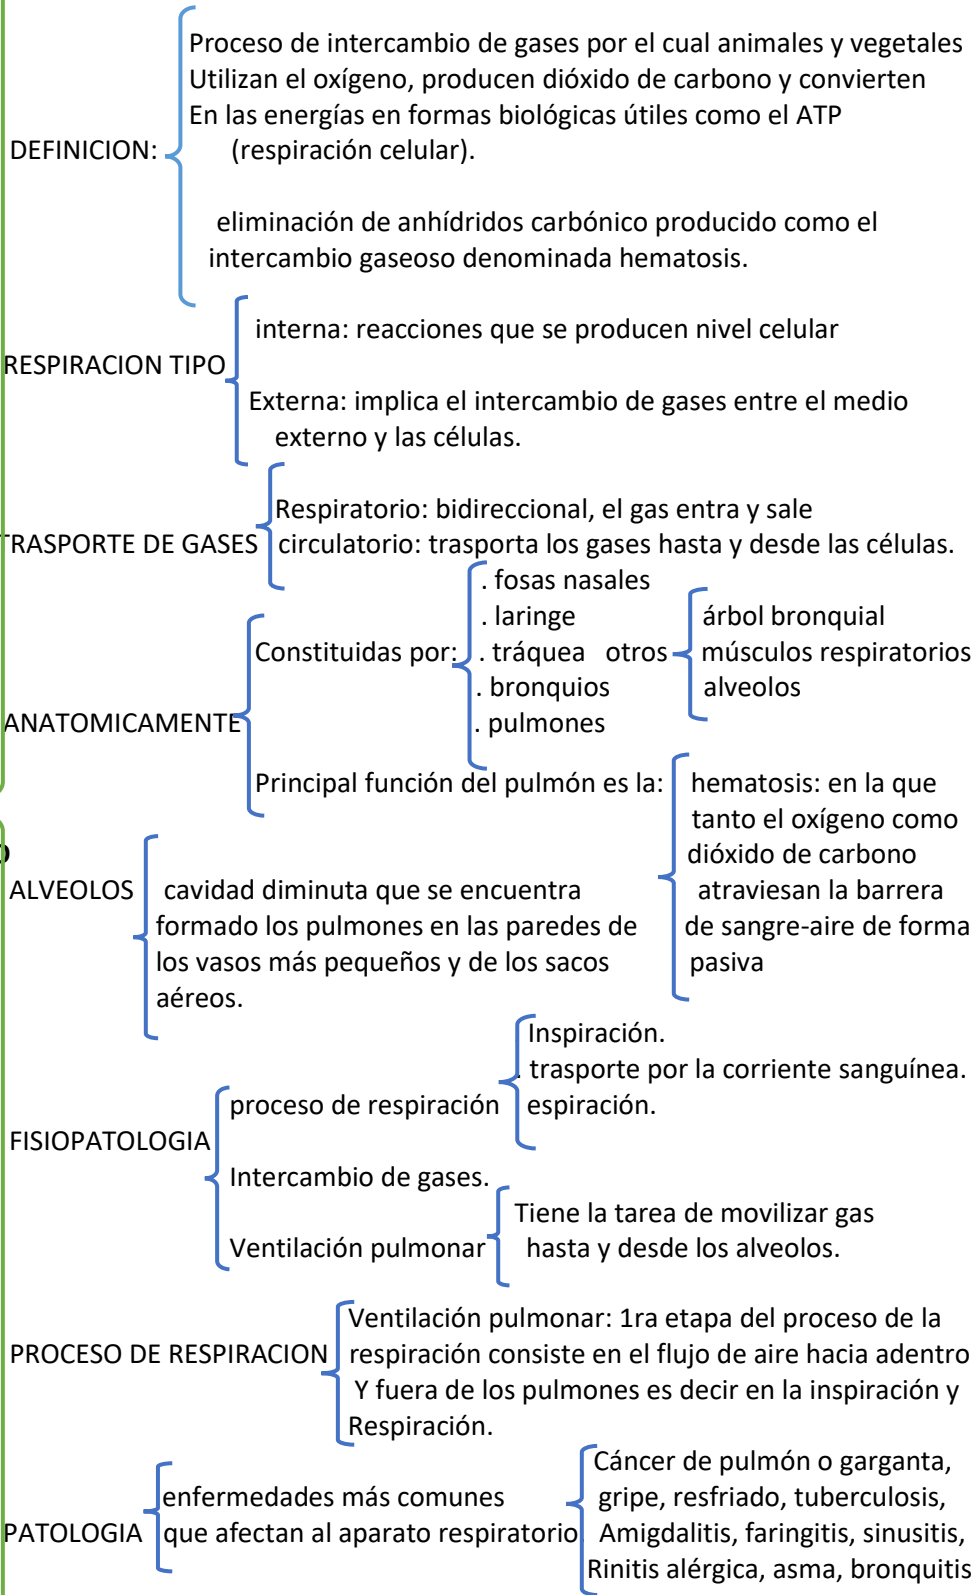 Proceso de intercambio de gases por el cual animales y vegetales
Utilizan el oxígeno, producen dióxido de carbono y convierten
En las energías en formas biológicas útiles como el ATP
DEFINICION:
(respiración celular).
eliminación de anhídridos carbónico producido como el
intercambio gaseoso denominada hematosis.
RESPIRACION TIPO
interna: reacciones que se producen nivel celular
Externa: implica el intercambio de gases entre el medio
externo y las células.
TRASPORTE DE GASES
Respiratorio: bidireccional, el gas entra y sale
circulatorio: trasporta los gases hasta y desde las células.
ANATOMICAMENTE
Constituidas por:
. fosas nasales
. laringe
. tráquea
. bronquios
. pulmones
otros
árbol bronquial
músculos respiratorios
alveolos
Principal función del pulmón es la:
hematosis: en la que
tanto el oxígeno como
dióxido de carbono
atraviesan la barrera
de sangre-aire de forma
pasiva
ALVEOLOS
cavidad diminuta que se encuentra
formado los pulmones en las paredes de
los vasos más pequeños y de los sacos
aéreos.
FISIOPATOLOGIA
proceso de respiración
Inspiración.
. trasporte por la corriente sanguínea.
espiración.
Intercambio de gases.
Ventilación pulmonar
Tiene la tarea de movilizar gas
hasta y desde los alveolos.
PROCESO DE RESPIRACION
Ventilación pulmonar: 1ra etapa del proceso de la
respiración consiste en el flujo de aire hacia adentro
Y fuera de los pulmones es decir en la inspiración y
Respiración.
PATOLOGIA
enfermedades más comunes
que afectan al aparato respiratorio
Cáncer de pulmón o garganta,
gripe, resfriado, tuberculosis,
Amigdalitis, faringitis, sinusitis,
Rinitis alérgica, asma, bronquitis